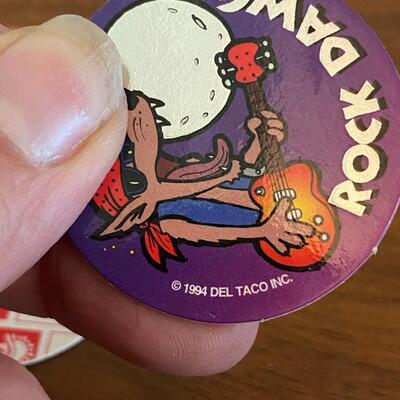 ROCK DAWG
© 1994 DEL TACO INC.